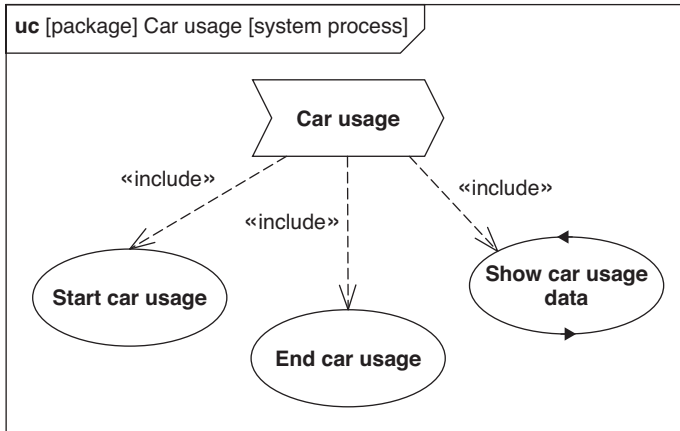 uc [package] Car usage [system process]
Car usage
«include»
«include»
«include»
Start car usage
Show car usage
data
End car usage